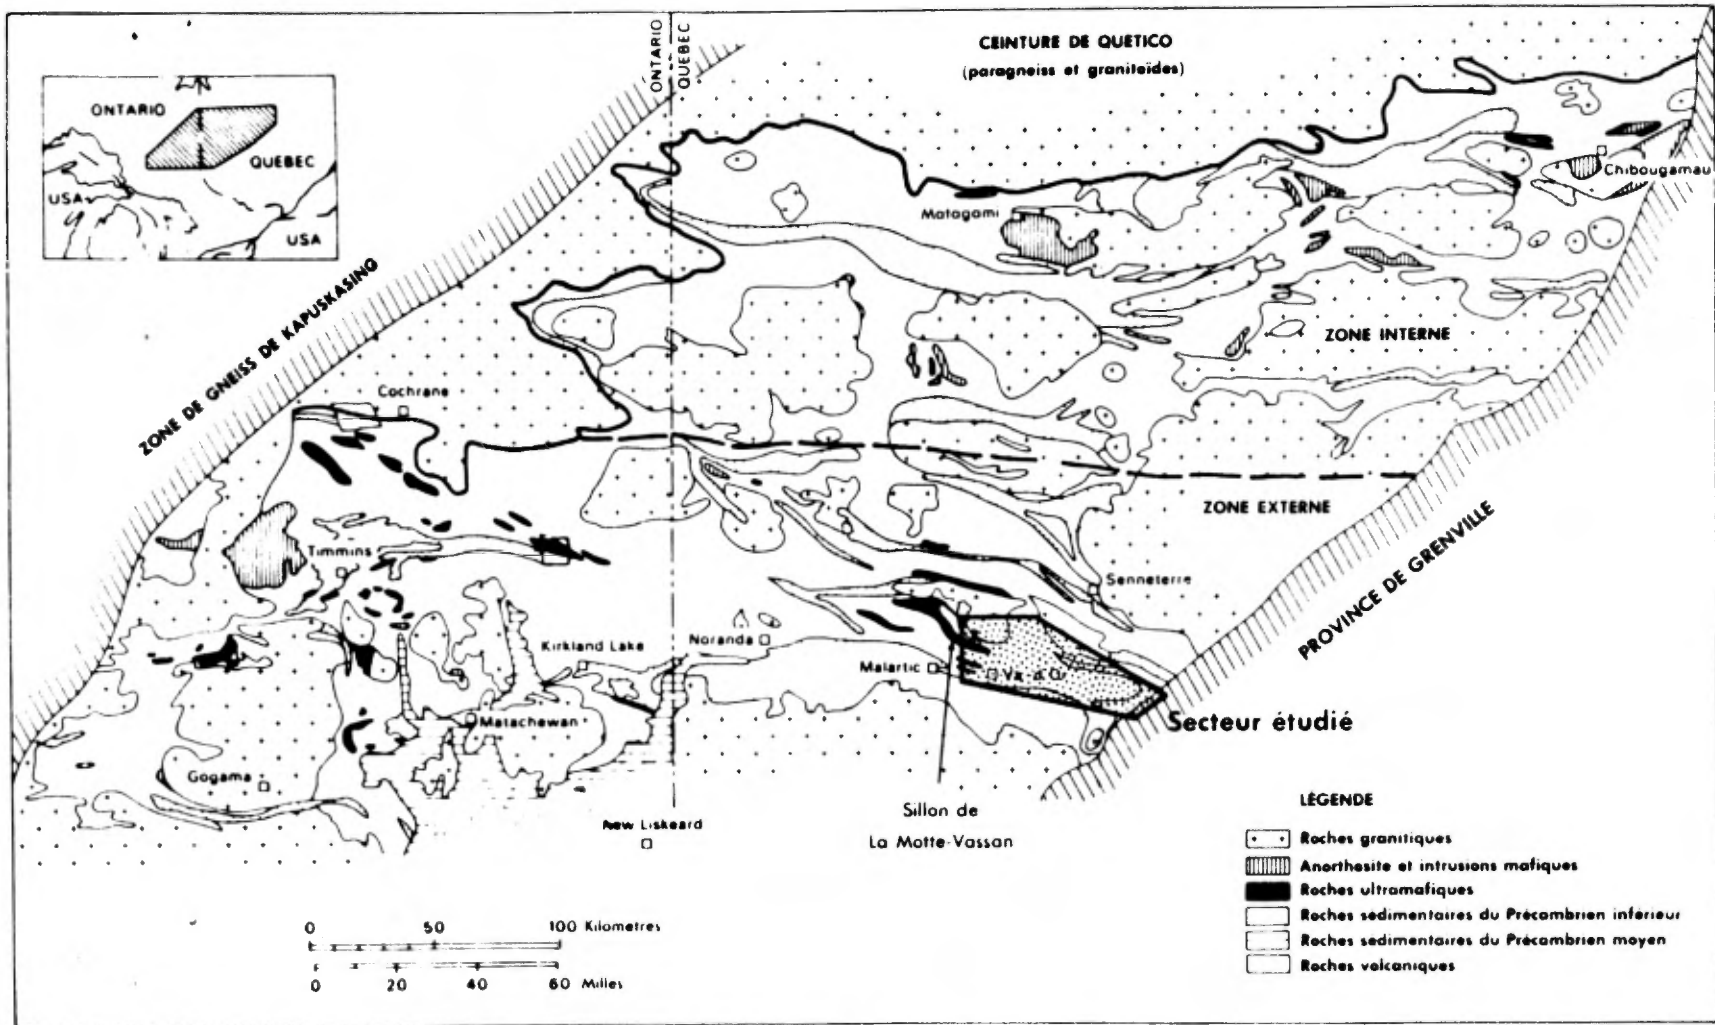 CEINTURE DE QUETICO
(paragneiss et granitoïdes)
ONTARIO
QUEBEC
ONTARIO
QUEBEC
USA
USA
ZONE DE GNEISS DE KAPUSKASING
Matagami
Chibougamau
ZONE INTERNE
Cochrane
ZONE EXTERNE
PROVINCE DE GRENVILLE
Timmins
Senneterre
Kirkland Lake
Noranda
Malartic
Val-d'Or
Matachewan
Secteur étudié
Gogama
New Liskeard
Sillon de
La Motte-Vassan
LÉGENDE
Roches granitiques
Anorthosite et intrusions mafiques
Roches ultramafiques
Roches sédimentaires du Précambrien inférieur
Roches sédimentaires du Précambrien moyen
Roches volcaniques
0 50 100 Kilometres
0 20 40 60 Milles